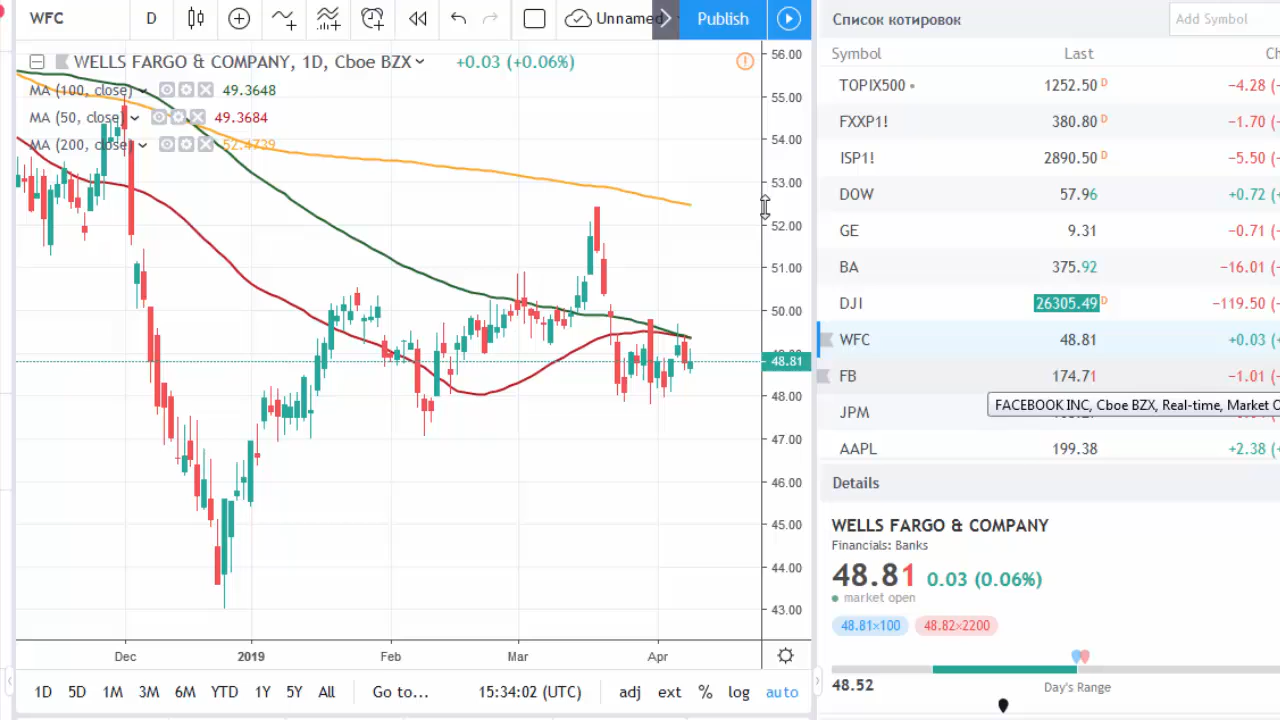 WFC
D
Unnamed
Publish
WELLS FARGO & COMPANY, 1D, Cboe BZX
+0.03 (+0.06%)
MA (100, close)
49.3648
MA (50, close)
49.3684
MA (200, close)
52.4739
56.00
55.00
54.00
53.00
52.00
51.00
50.00
49.00
48.81
48.00
47.00
46.00
45.00
44.00
43.00
Dec
2019
Feb
Mar
Apr
1D 5D 1M 3M 6M YTD 1Y 5Y All
Go to...
15:34:02 (UTC)
adj ext % log auto
Список котировок
Add Symbol
Symbol Last
TOPIX500 1252.50 D −4.28
FXXP1! 380.80 D −1.70
ISP1! 2890.50 D −5.50
DOW 57.96 +0.72
GE 9.31 −0.71
BA 375.92 −16.01
DJI 26305.49 D −119.50
WFC 48.81 +0.03
FB 174.71 −1.01
FACEBOOK INC, Cboe BZX, Real-time, Market
JPM
AAPL 199.38 +2.38
Details
WELLS FARGO & COMPANY
Financials: Banks
48.81 0.03 (0.06%)
market open
48.81×100 48.82×2200
48.52
Day's Range